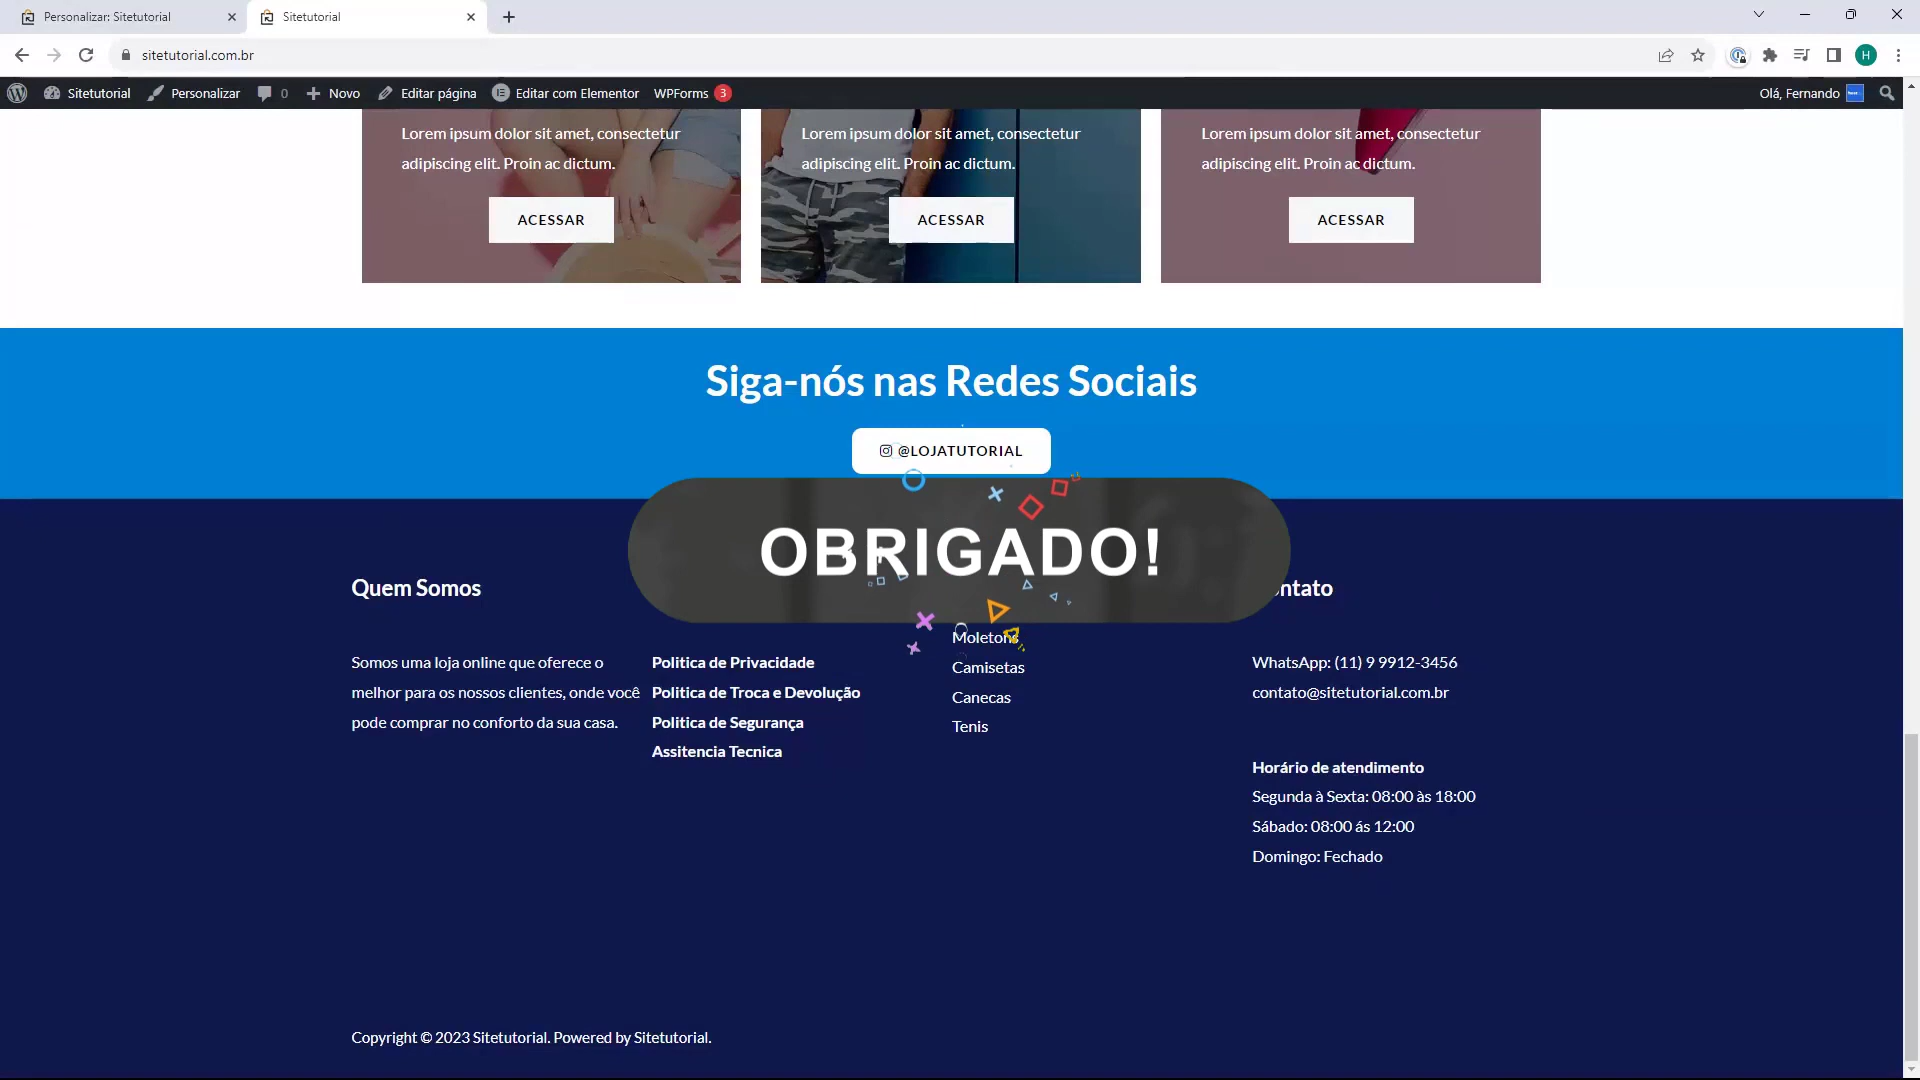 Personalizar: Sitetutorial
Sitetutorial
sitetutorial.com.br
H
Sitetutorial
Personalizar
0
Novo
Editar página
Editar com Elementor
WPForms 3
Olá, Fernando
Lorem ipsum dolor sit amet, consectetur
adipiscing elit. Proin ac dictum.
ACESSAR
Lorem ipsum dolor sit amet, consectetur
adipiscing elit. Proin ac dictum.
ACESSAR
Lorem ipsum dolor sit amet, consectetur
adipiscing elit. Proin ac dictum.
ACESSAR
Siga-nós nas Redes Sociais
@LOJATUTORIAL
OBRIGADO!
Quem Somos
Somos uma loja online que oferece o
melhor para os nossos clientes, onde você
pode comprar no conforto da sua casa.
Politica de Privacidade
Politica de Troca e Devolução
Politica de Segurança
Assitencia Tecnica
Moletons
Camisetas
Canecas
Tenis
ntato
WhatsApp: (11) 9 9912-3456
contato@sitetutorial.com.br
Horário de atendimento
Segunda à Sexta: 08:00 às 18:00
Sábado: 08:00 ás 12:00
Domingo: Fechado
Copyright © 2023 Sitetutorial. Powered by Sitetutorial.